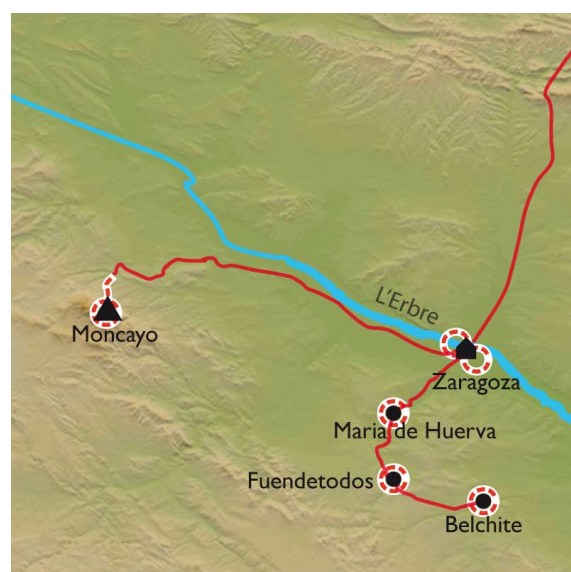 L'Erbre
Moncayo
Zaragoza
Maria de Huerva
Fuendetodos
Belchite